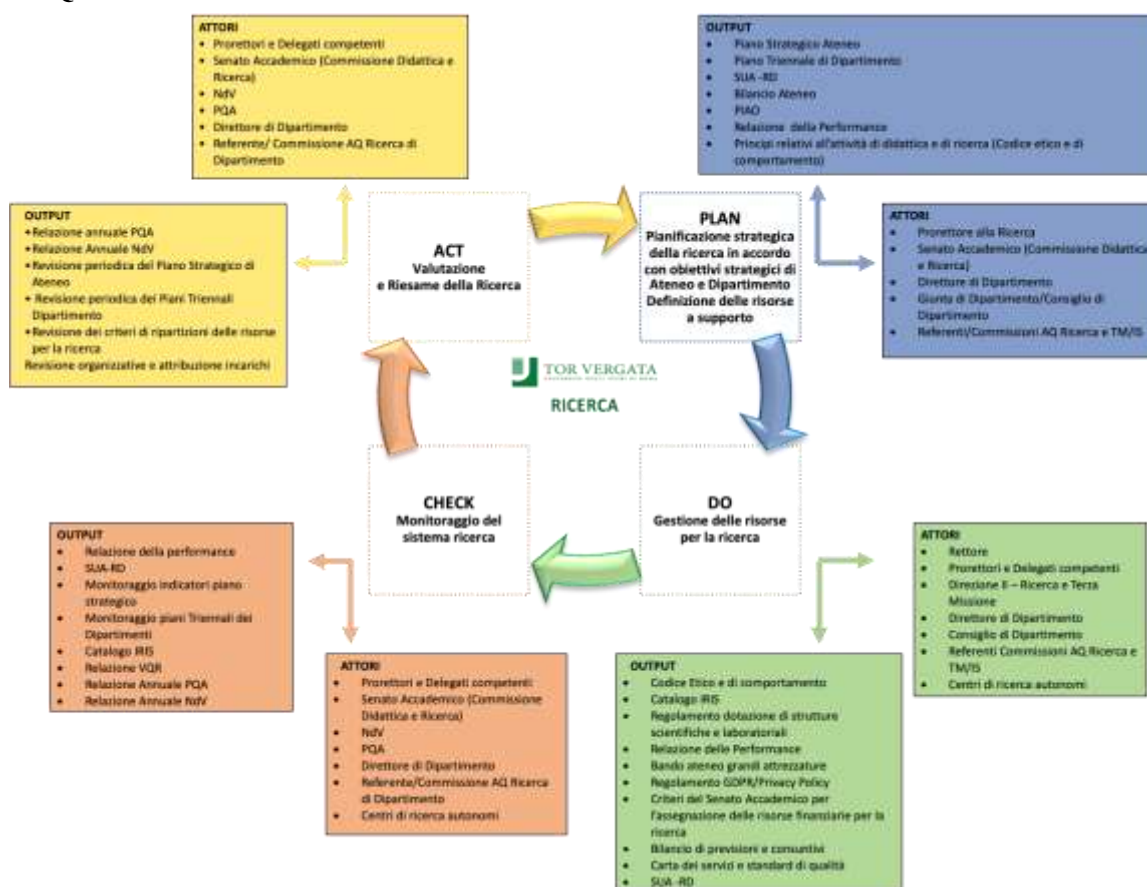 ATTORI
• Prorettori e Delegati competenti
• Senato Accademico (Commissione Didattica e
Ricerca)
• NdV
• PQA
• Direttore di Dipartimento
• Referente/ Commissione AQ Ricerca di
Dipartimento
OUTPUT
• Piano Strategico Ateneo
• Piano Triennale di Dipartimento
• SUA -RD
• Bilancio Ateneo
• PIAO
• Relazione della Performance
• Principi relativi all'attività di didattica e di ricerca (Codice etico e di
comportamento)
OUTPUT
•Relazione annuale PQA
•Relazione Annuale NdV
•Revisione periodica del Piano Strategico di
Ateneo
• Revisione periodica dei Piani Triennali
Dipartimento
•Revisione dei criteri di ripartizioni delle risorse
per la ricerca
Revisione organizzative e attribuzione incarichi
ACT
Valutazione
e Riesame della Ricerca
PLAN
Pianificazione strategica
della ricerca in accordo
con obiettivi strategici di
Ateneo e Dipartimento
Definizione delle risorse
a supporto
ATTORI
• Prorettore alla Ricerca
• Senato Accademico (Commissione Didattica
e Ricerca)
• Direttore di Dipartimento
• Giunta di Dipartimento/Consiglio di
Dipartimento
• Referenti/Commissioni AQ Ricerca e TM/IS
TOR VERGATA
UNIVERSITÀ DEGLI STUDI DI ROMA
RICERCA
CHECK
Monitoraggio del
sistema ricerca
DO
Gestione delle risorse
per la ricerca
OUTPUT
• Relazione della performance
• SUA-RD
• Monitoraggio indicatori piano
strategico
• Monitoraggio piani Triennali dei
Dipartimenti
• Catalogo IRIS
• Relazione VQR
• Relazione Annuale PQA
• Relazione Annuale NdV
ATTORI
• Prorettori e Delegati competenti
• Senato Accademico (Commissione
Didattica e Ricerca)
• NdV
• PQA
• Direttore di Dipartimento
• Referente/Commissione AQ Ricerca
di Dipartimento
• Centri di ricerca autonomi
OUTPUT
• Codice Etico e di comportamento
• Catalogo IRIS
• Regolamento dotazione di strutture
scientifiche e laboratoriali
• Relazione delle Performance
• Bando ateneo grandi attrezzature
• Regolamento GDPR/Privacy Policy
• Criteri del Senato Accademico per
l'assegnazione delle risorse finanziarie per la
ricerca
• Bilancio di previsioni e consuntivi
• Carta dei servizi e standard di qualità
• SUA -RD
ATTORI
• Rettore
• Prorettori e Delegati competenti
• Direzione II – Ricerca e Terza
Missione
• Direttore di Dipartimento
• Consiglio di Dipartimento
• Referenti Commissioni AQ Ricerca e
TM/IS
• Centri di ricerca autonomi